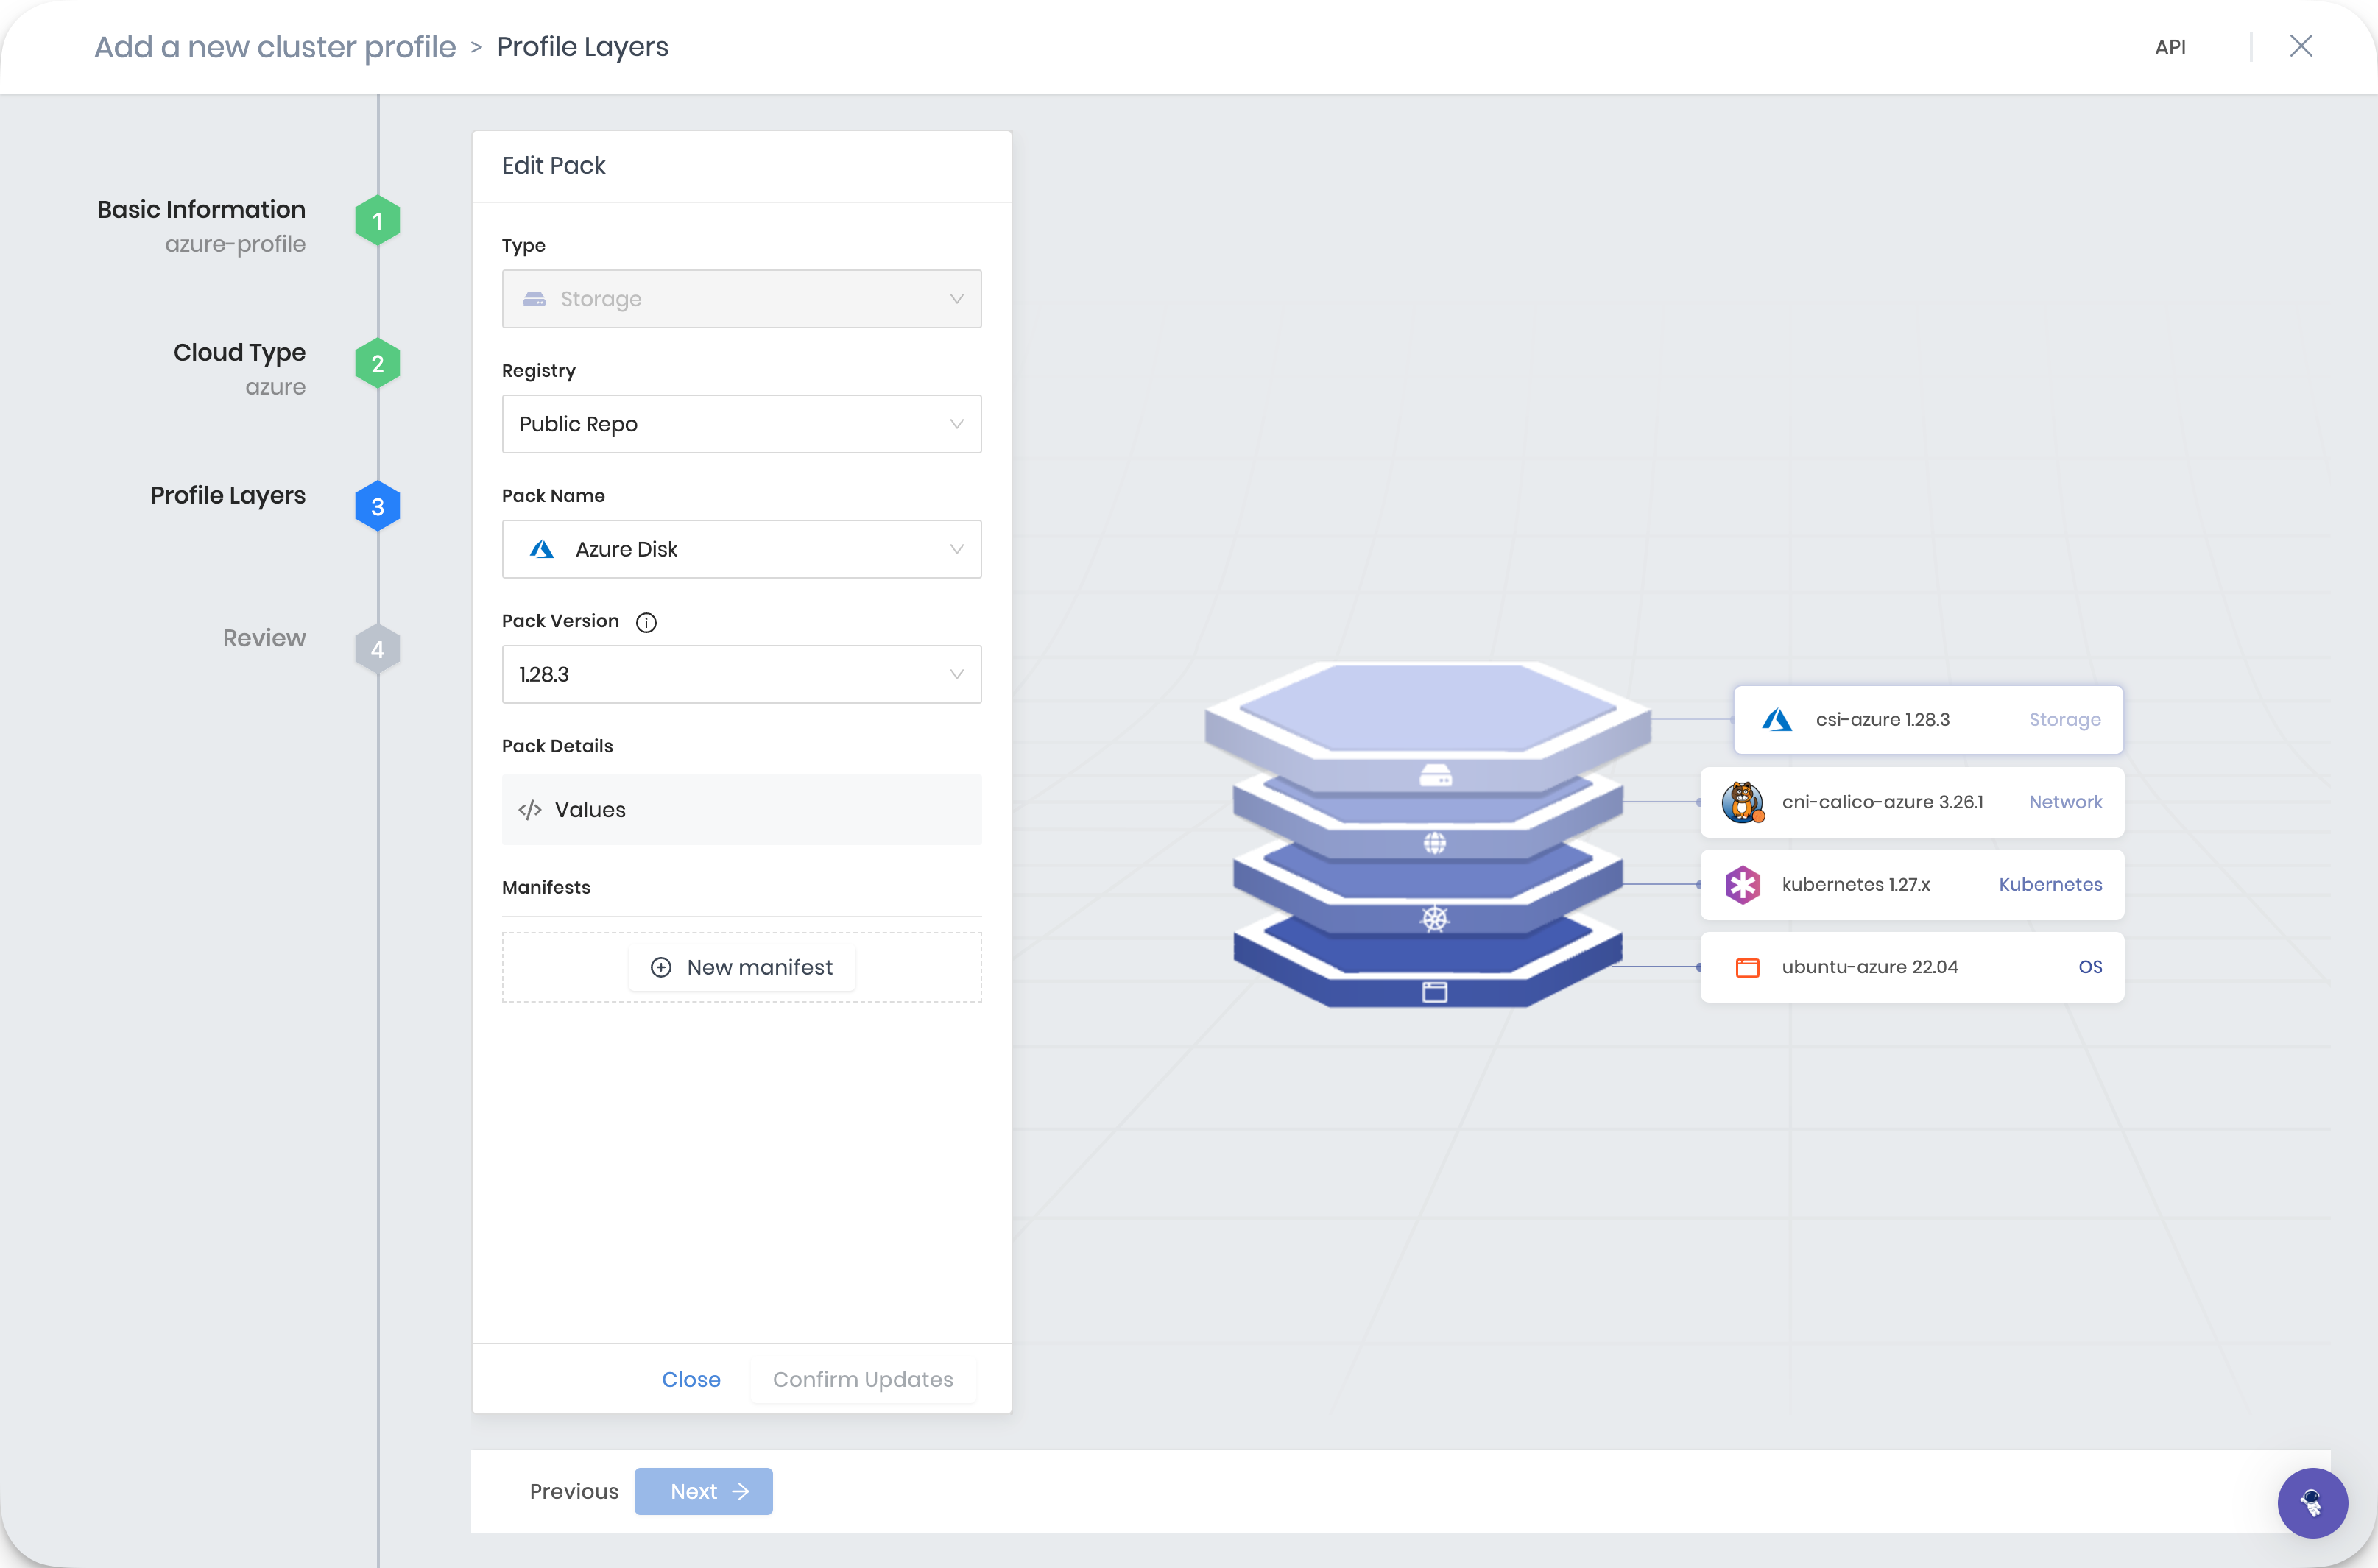 Add a new cluster profile > Profile Layers
API
Basic Information
azure-profile
1
Cloud Type
azure
2
Profile Layers
3
Review
4
Edit Pack
Type
Storage
Registry
Public Repo
Pack Name
Azure Disk
Pack Version
1.28.3
Pack Details
</> Values
Manifests
New manifest
Close
Confirm Updates
csi-azure 1.28.3 Storage
cni-calico-azure 3.26.1 Network
kubernetes 1.27.x Kubernetes
ubuntu-azure 22.04 OS
Previous
Next